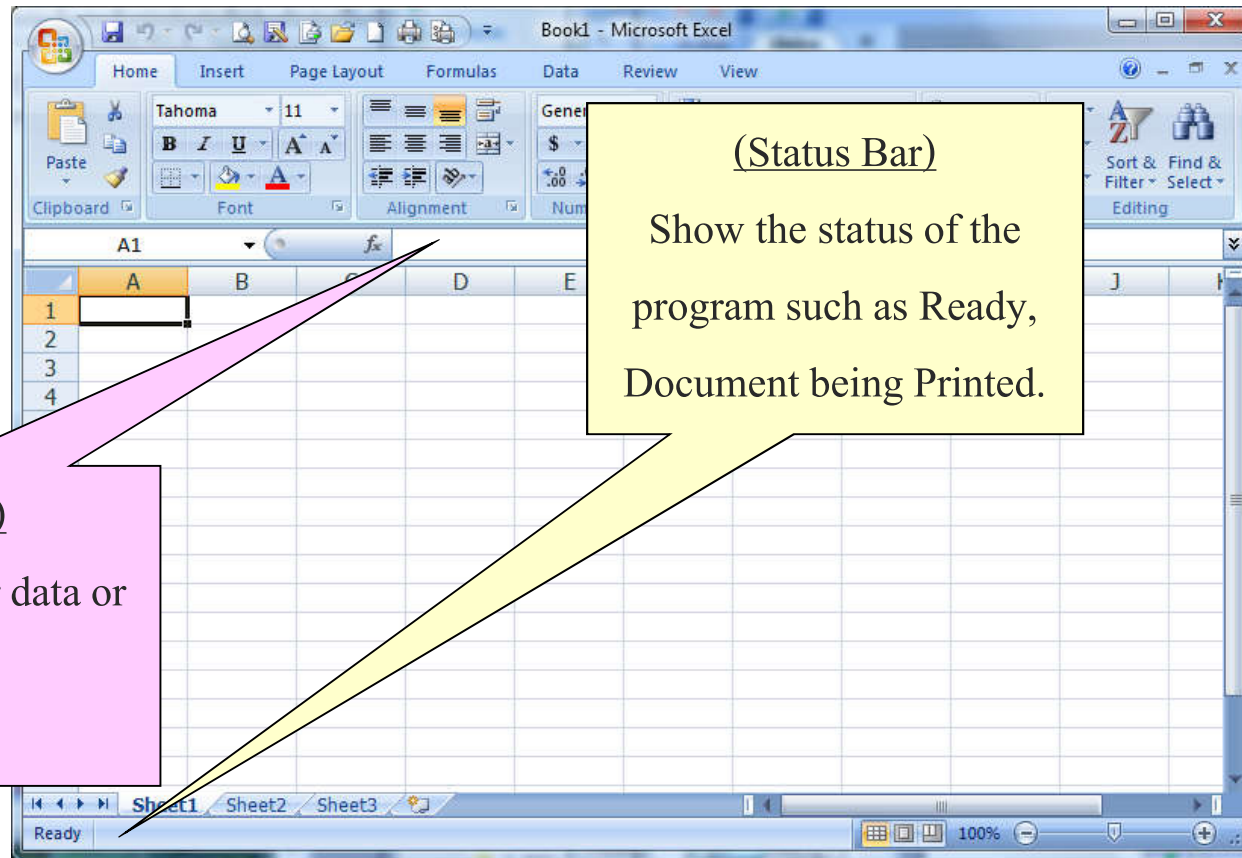 Book1 - Microsoft Excel
Home Insert Page Layout Formulas Data Review View
Paste
Tahoma 11
B I U A A
A
$
.00
Sort & Filter
Find & Select
Clipboard Font Alignment Editing
A1 fx
A B D E J
1
2
3
4
(Status Bar)
Show the status of the
program such as Ready,
Document being Printed.
)
data or
Sheet1 Sheet2 Sheet3
Ready 100%